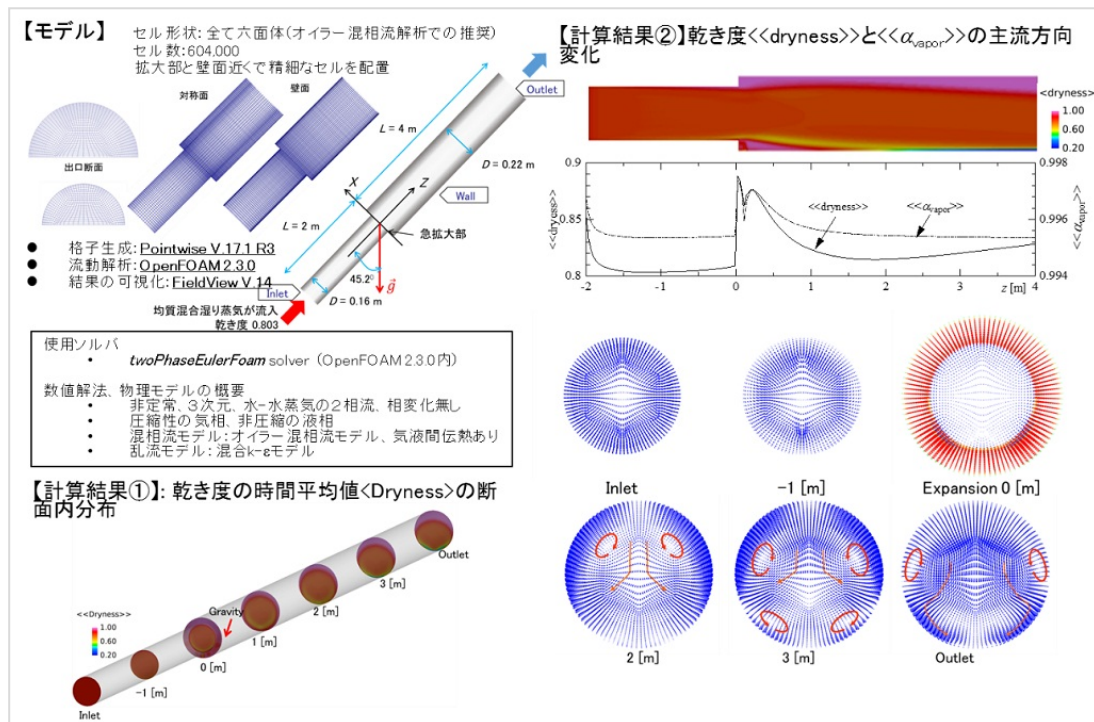 【モデル】
セル形状: 全て六面体(オイラー混相流解析での推奨)
セル数:604.000
拡大部と壁面近くで精細なセルを配置
対称面
壁面
出口断面
Outlet
L = 4 m
D = 0.22 m
X
Z
Wall
L = 2 m
急拡大部
45.2⁰
g
Inlet
D = 0.16 m
● 格子生成: Pointwise V.17.1 R3
● 流動解析: OpenFOAM 2.3.0
● 結果の可視化: FieldView V.14
均質混合湿り蒸気が流入
乾き度 0.803
使用ソルバ
• twoPhaseEulerFoam solver (OpenFOAM 2.3.0内)
数値解法、物理モデルの概要
• 非定常、3次元、水-水蒸気の2相流、相変化無し
• 圧縮性の気相、非圧縮の液相
• 混相流モデル:オイラー混相流モデル、気液間伝熱あり
• 乱流モデル:混合k-εモデル
【計算結果①】: 乾き度の時間平均値<Dryness>の断
面内分布
<<Dryness>>
1.00
0.60
0.20
Gravity
Inlet
-1 [m]
0 [m]
1 [m]
2 [m]
3 [m]
Outlet
【計算結果②】乾き度<<dryness>>と<<αvapor>>の主流方向
変化
<dryness>
1.00
0.60
0.20
0.9
0.85
0.8
<<dryness>>
<<dryness>>
<<αvapor>>
0.998
0.996
0.994
<<αvapor>>
-2 -1 0 1 2 3 4
z [m]
Inlet
-1 [m]
Expansion 0 [m]
2 [m]
3 [m]
Outlet